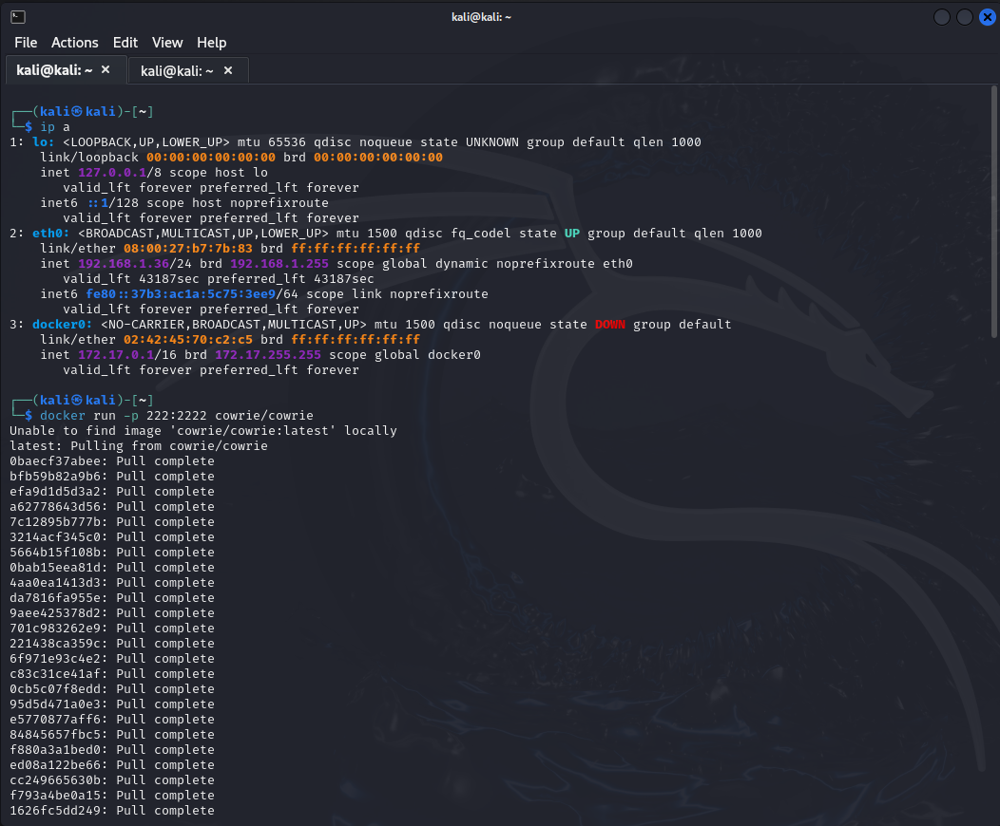 kali@kali: ~
File Actions Edit View Help
kali@kali: ~ × kali@kali: ~ ×
┌──(kali㉿kali)-[~]
└─$ ip a
1: lo: <LOOPBACK,UP,LOWER_UP> mtu 65536 qdisc noqueue state UNKNOWN group default qlen 1000
    link/loopback 00:00:00:00:00:00 brd 00:00:00:00:00:00
    inet 127.0.0.1/8 scope host lo
       valid_lft forever preferred_lft forever
    inet6 ::1/128 scope host noprefixroute
       valid_lft forever preferred_lft forever
2: eth0: <BROADCAST,MULTICAST,UP,LOWER_UP> mtu 1500 qdisc fq_codel state UP group default qlen 1000
    link/ether 08:00:27:b7:7b:83 brd ff:ff:ff:ff:ff:ff
    inet 192.168.1.36/24 brd 192.168.1.255 scope global dynamic noprefixroute eth0
       valid_lft 43187sec preferred_lft 43187sec
    inet6 fe80::37b3:ac1a:5c75:3ee9/64 scope link noprefixroute
       valid_lft forever preferred_lft forever
3: docker0: <NO-CARRIER,BROADCAST,MULTICAST,UP> mtu 1500 qdisc noqueue state DOWN group default
    link/ether 02:42:45:70:c2:c5 brd ff:ff:ff:ff:ff:ff
    inet 172.17.0.1/16 brd 172.17.255.255 scope global docker0
       valid_lft forever preferred_lft forever
┌──(kali㉿kali)-[~]
└─$ docker run -p 222:2222 cowrie/cowrie
Unable to find image 'cowrie/cowrie:latest' locally
latest: Pulling from cowrie/cowrie
0baecf37abee: Pull complete
bfb59b82a9b6: Pull complete
efa9d1d5d3a2: Pull complete
a62778643d56: Pull complete
7c12895b777b: Pull complete
3214acf345c0: Pull complete
5664b15f108b: Pull complete
0bab15eea81d: Pull complete
4aa0ea1413d3: Pull complete
da7816fa955e: Pull complete
9aee425378d2: Pull complete
701c983262e9: Pull complete
221438ca359c: Pull complete
6f971e93c4e2: Pull complete
c83c31ce41af: Pull complete
0cb5c07f8edd: Pull complete
95d5d471a0e3: Pull complete
e5770877aff6: Pull complete
84845657fbc5: Pull complete
f880a3a1bed0: Pull complete
ed08a122be66: Pull complete
cc249665630b: Pull complete
f793a4be0a15: Pull complete
1626fc5dd249: Pull complete